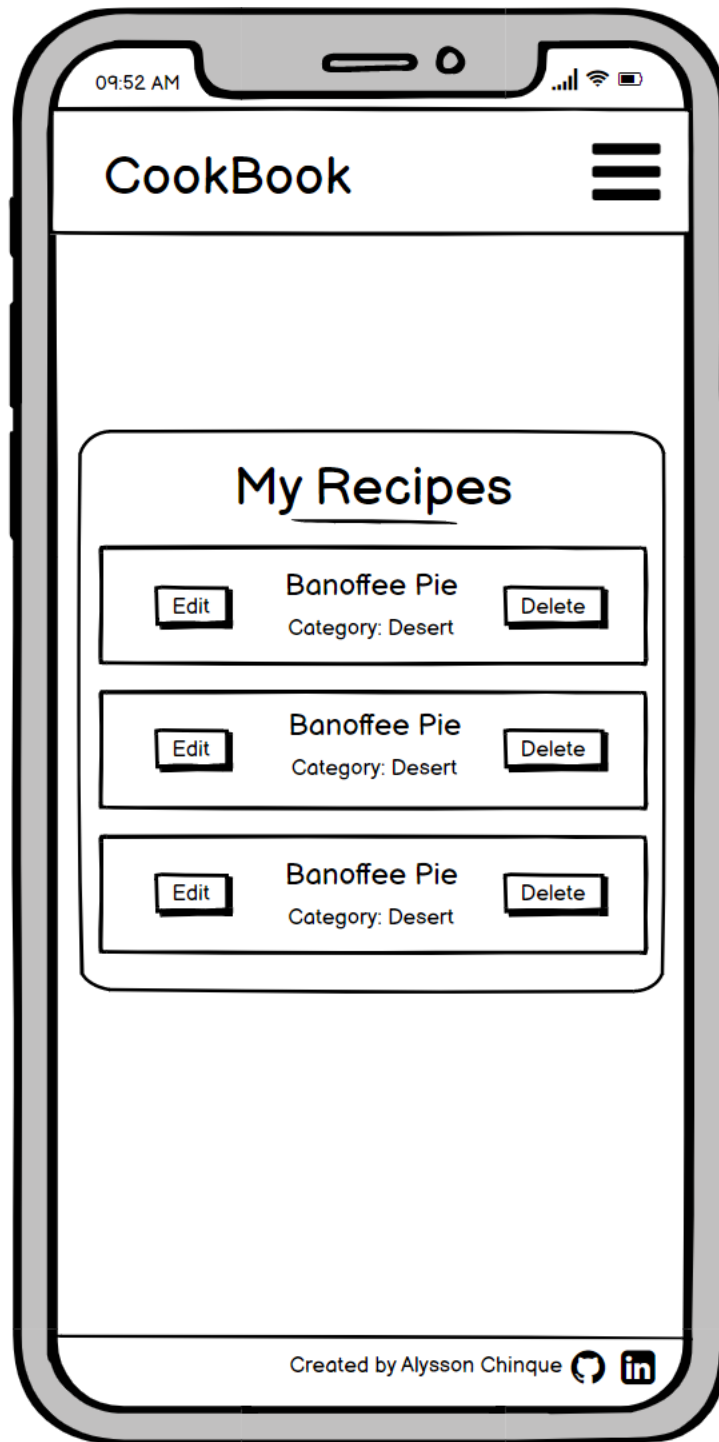 09:52 AM
CookBook
My Recipes
Banoffee Pie
Edit
Delete
Category: Desert
Banoffee Pie
Edit
Delete
Category: Desert
Banoffee Pie
Edit
Delete
Category: Desert
Created by Alysson Chinque in